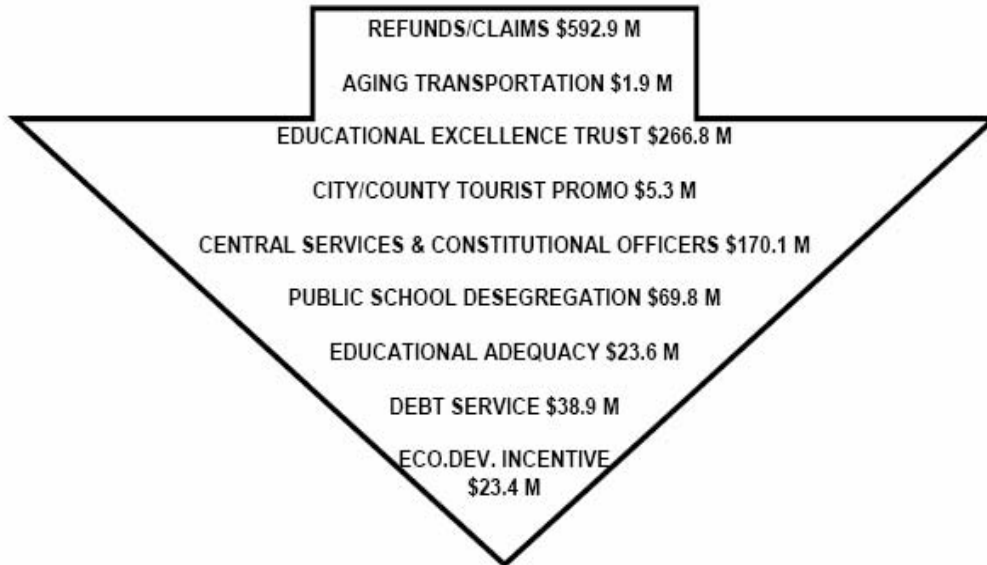 REFUNDS/CLAIMS $592.9 M
AGING TRANSPORTATION $1.9 M
EDUCATIONAL EXCELLENCE TRUST $266.8 M
CITY/COUNTY TOURIST PROMO $5.3 M
CENTRAL SERVICES & CONSTITUTIONAL OFFICERS $170.1 M
PUBLIC SCHOOL DESEGREGATION $69.8 M
EDUCATIONAL ADEQUACY $23.6 M
DEBT SERVICE $38.9 M
ECO.DEV. INCENTIVE
$23.4 M